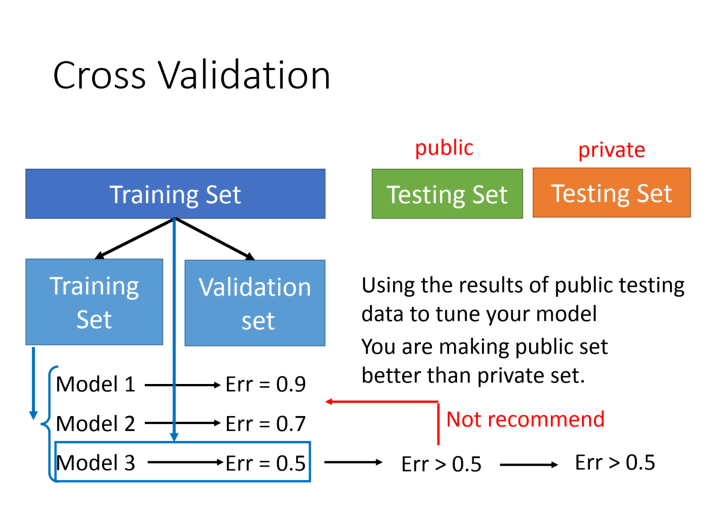 Cross Validation
public
private
Training Set
Testing Set
Testing Set
Training
Set
Validation
set
Using the results of public testing
data to tune your model
You are making public set
better than private set.
Model 1
Err = 0.9
Model 2
Err = 0.7
Not recommend
Model 3
Err = 0.5
Err > 0.5
Err > 0.5